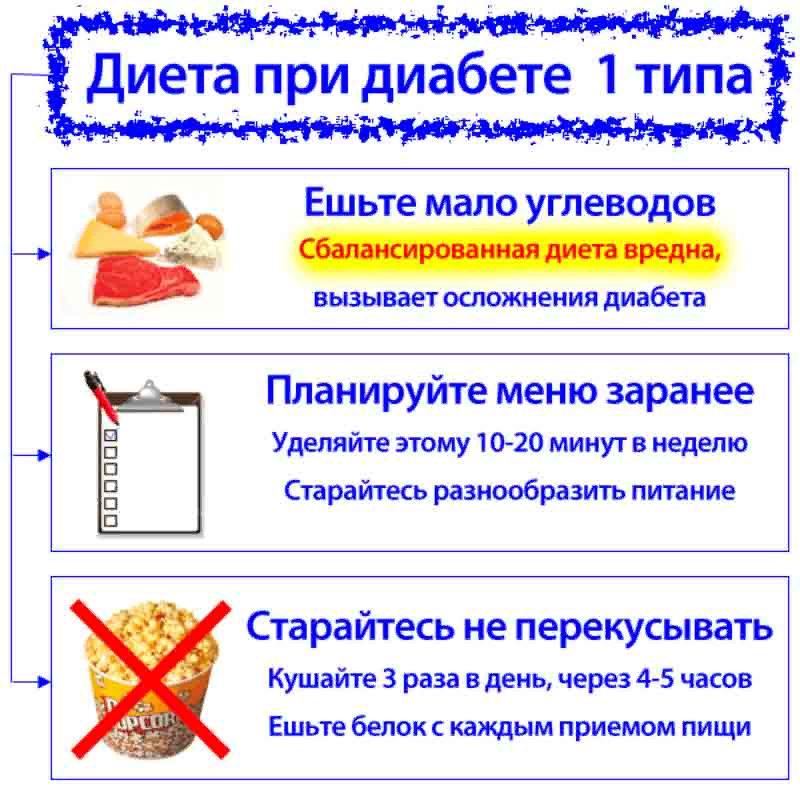 Диета при диабете 1 типа
Ешьте мало углеводов
Сбалансированная диета вредна,
вызывает осложнения диабета
Планируйте меню заранее
Уделяйте этому 10-20 минут в неделю
Старайтесь разнообразить питание
Старайтесь не перекусывать
Кушайте 3 раза в день, через 4-5 часов
Ешьте белок с каждым приемом пищи
POPCORN